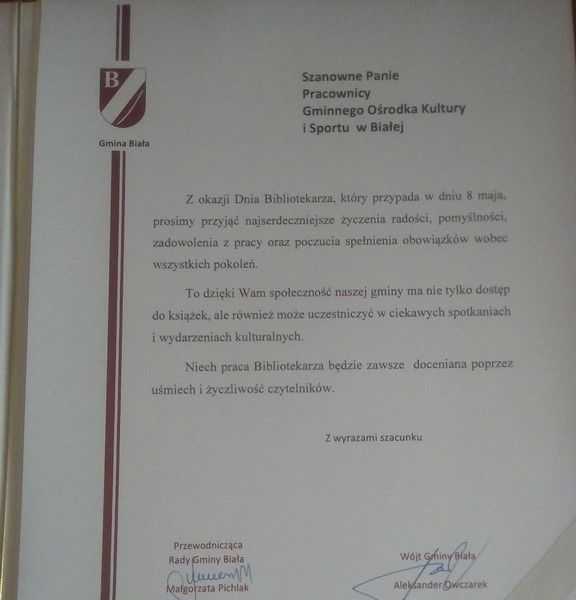 B
Gmina Biała
Szanowne Panie
Pracownicy
Gminnego Ośrodka Kultury
i Sportu w Białej
Z okazji Dnia Bibliotekarza, który przypada w dniu 8 maja,
prosimy przyjąć najserdeczniejsze życzenia radości, pomyślności,
zadowolenia z pracy oraz poczucia spełnienia obowiązków wobec
wszystkich pokoleń.
To dzięki Wam społeczność naszej gminy ma nie tylko dostęp
do książek, ale również może uczestniczyć w ciekawych spotkaniach
i wydarzeniach kulturalnych.
Niech praca Bibliotekarza będzie zawsze doceniana poprzez
uśmiech i życzliwość czytelników.
Z wyrazami szacunku
Przewodnicząca
Rady Gminy Biała
Małgorzata Pichlak
Wójt Gminy Biała
Aleksander Owczarek